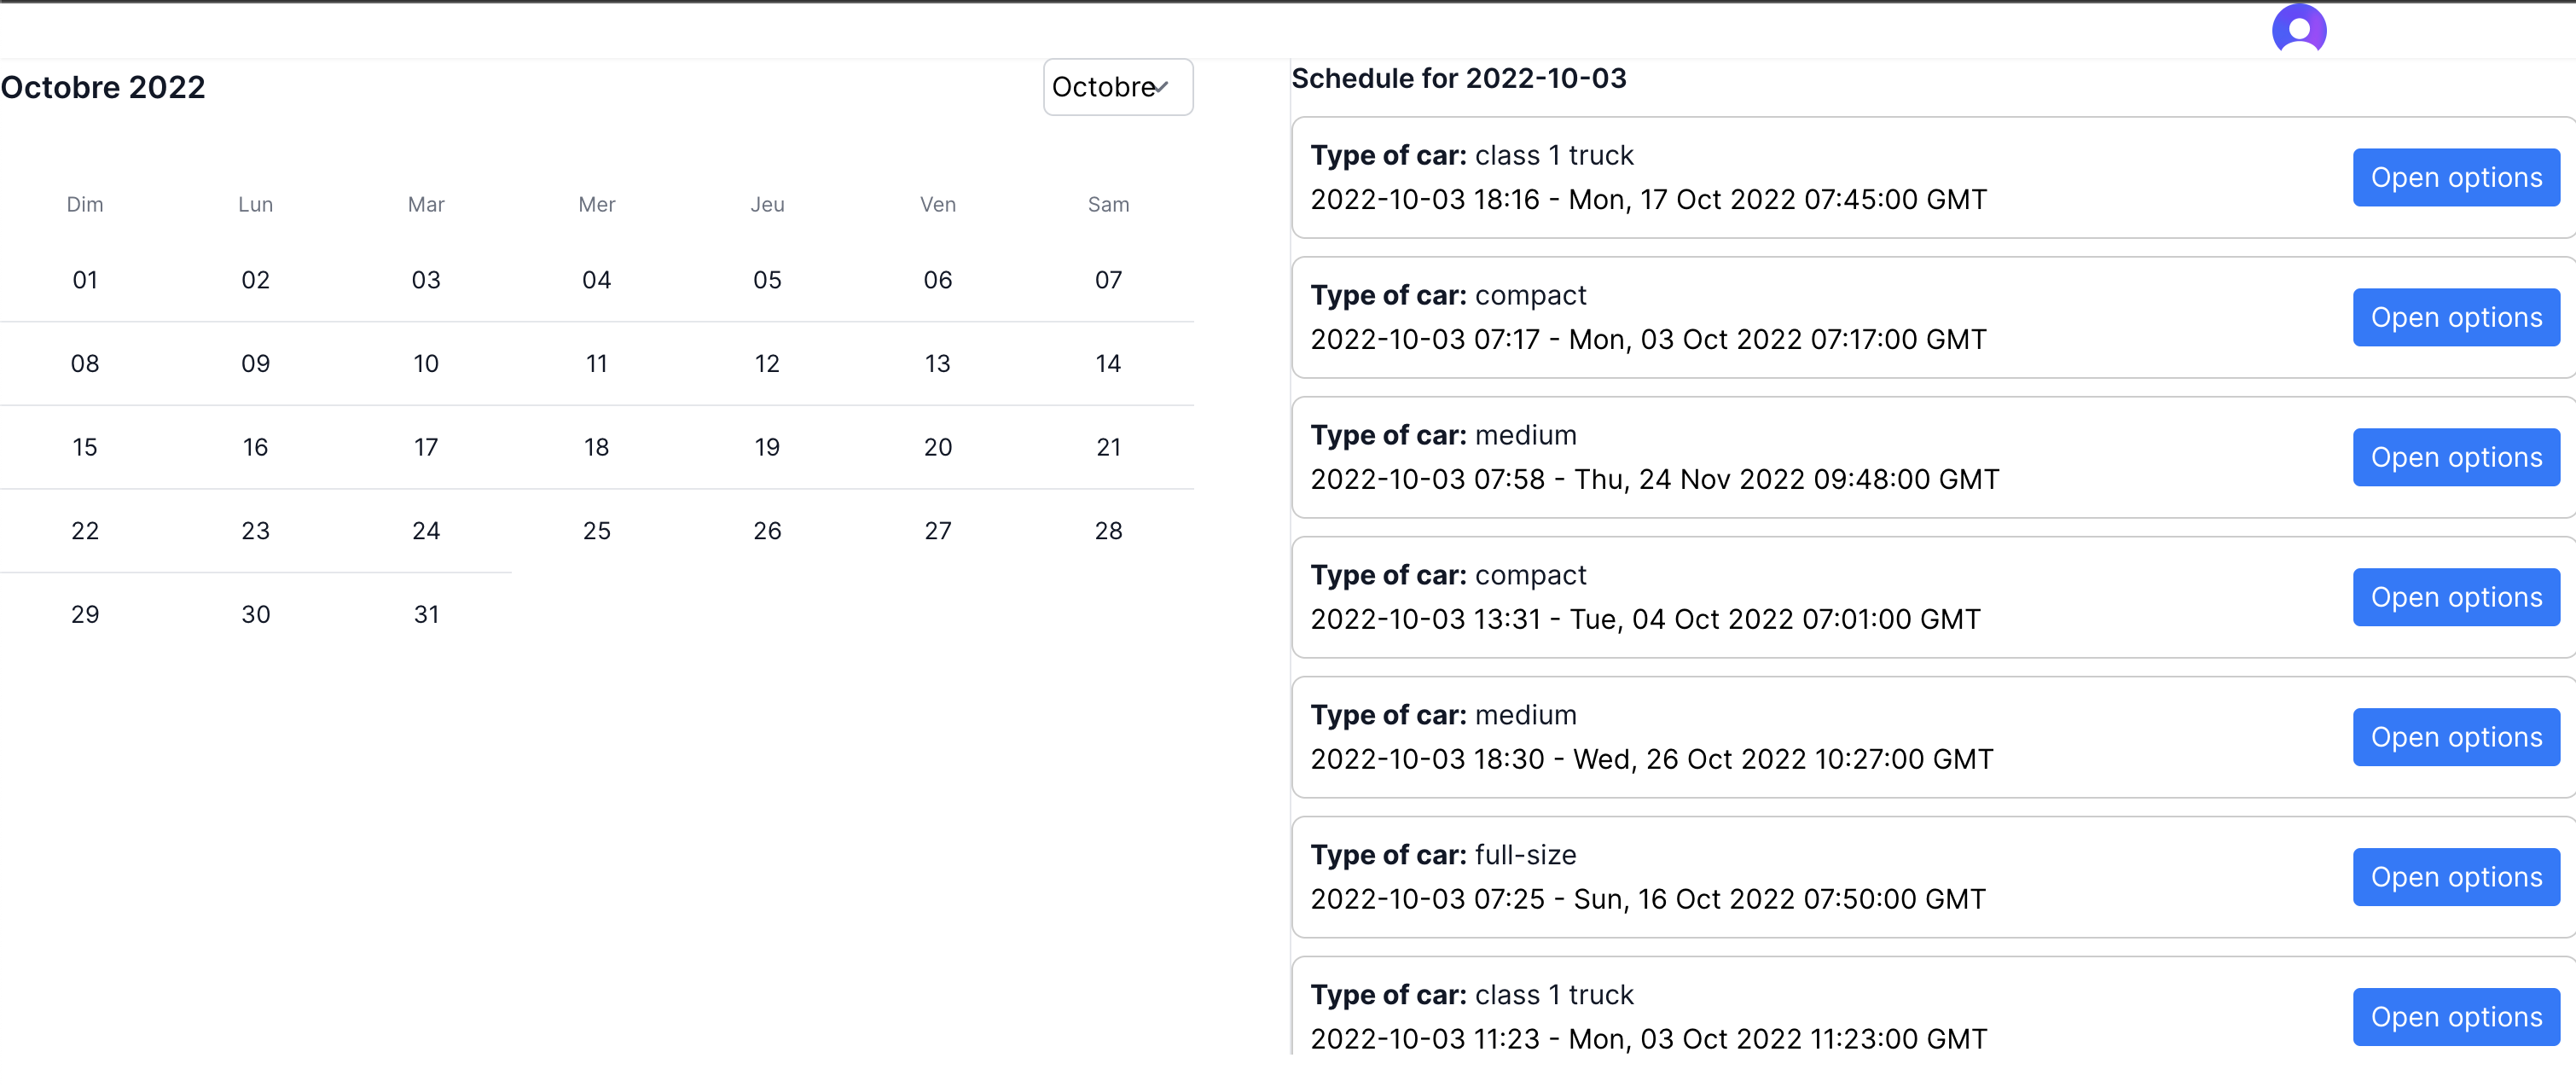 Octobre 2022
Octobre
Dim Lun Mar Mer Jeu Ven Sam
01 02 03 04 05 06 07
08 09 10 11 12 13 14
15 16 17 18 19 20 21
22 23 24 25 26 27 28
29 30 31
Schedule for 2022-10-03
Type of car: class 1 truck
2022-10-03 18:16 - Mon, 17 Oct 2022 07:45:00 GMT
Open options
Type of car: compact
2022-10-03 07:17 - Mon, 03 Oct 2022 07:17:00 GMT
Open options
Type of car: medium
2022-10-03 07:58 - Thu, 24 Nov 2022 09:48:00 GMT
Open options
Type of car: compact
2022-10-03 13:31 - Tue, 04 Oct 2022 07:01:00 GMT
Open options
Type of car: medium
2022-10-03 18:30 - Wed, 26 Oct 2022 10:27:00 GMT
Open options
Type of car: full-size
2022-10-03 07:25 - Sun, 16 Oct 2022 07:50:00 GMT
Open options
Type of car: class 1 truck
2022-10-03 11:23 - Mon, 03 Oct 2022 11:23:00 GMT
Open options